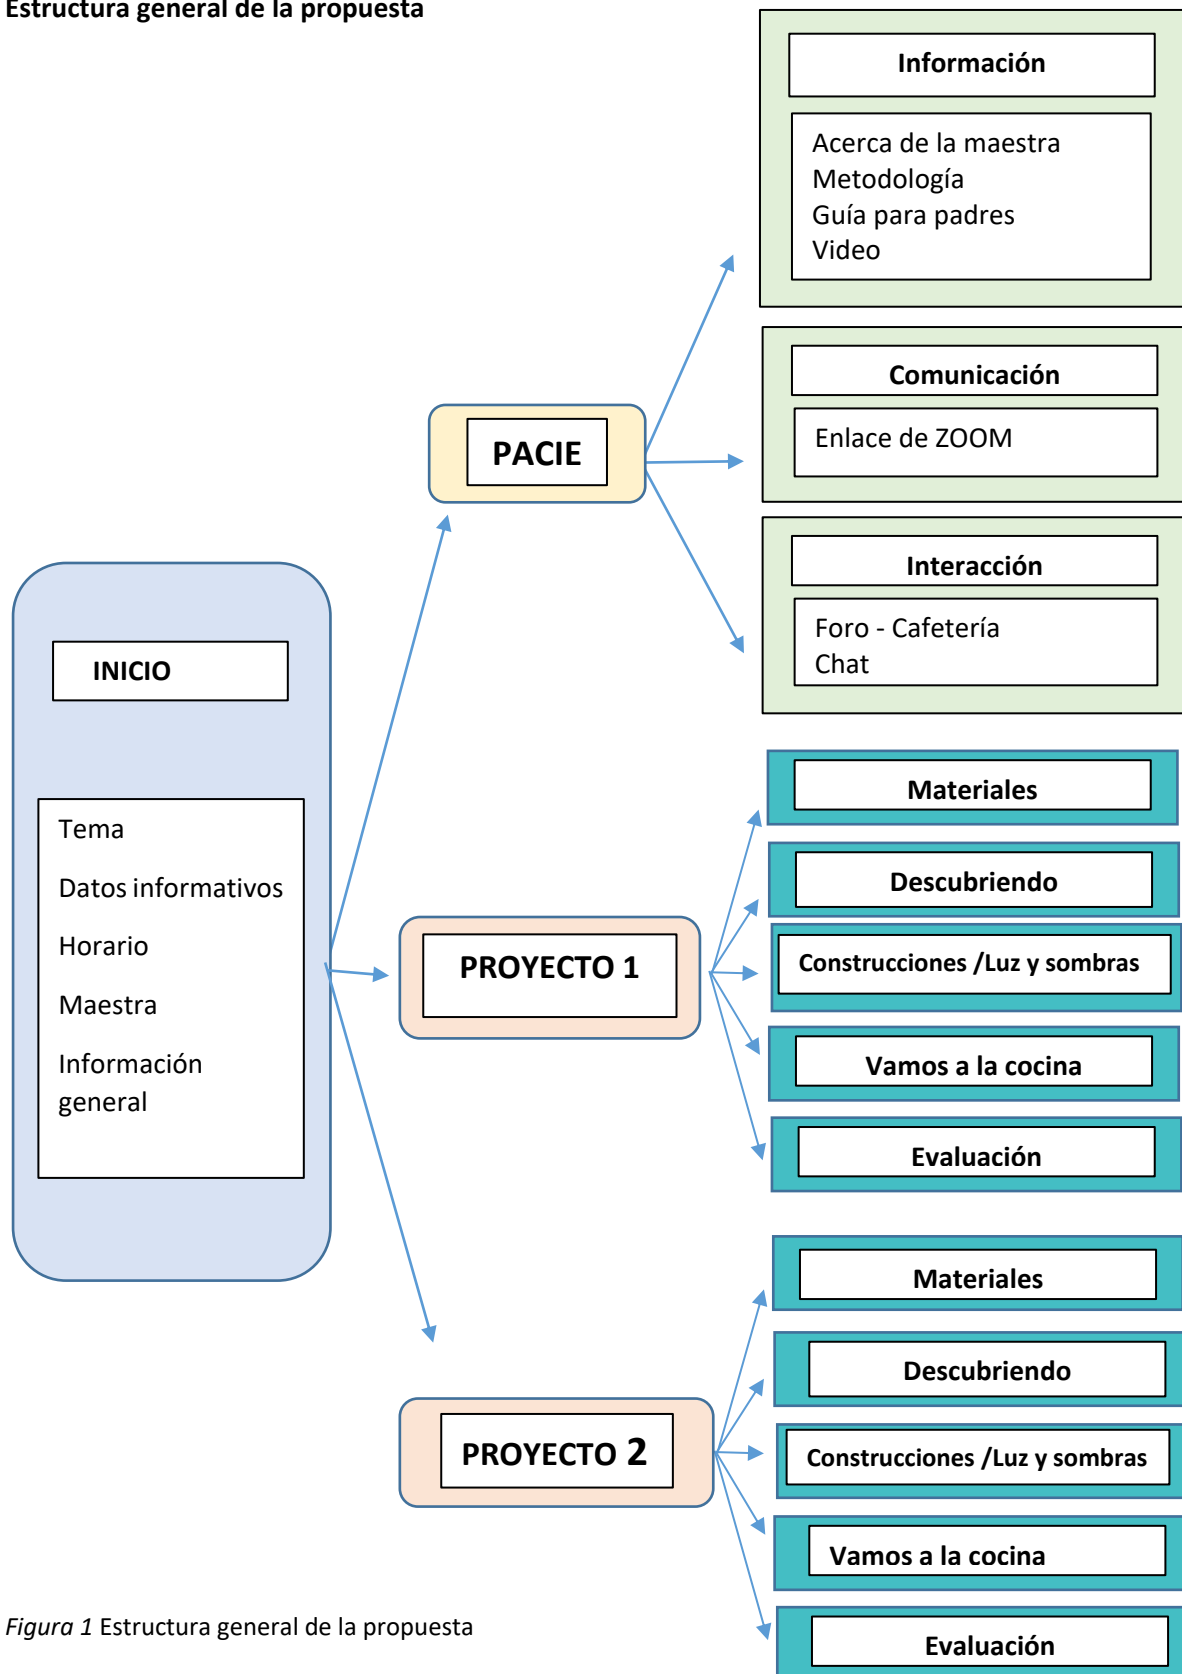 Estructura general de la propuesta
Información
Acerca de la maestra
Metodología
Guía para padres
Video
Comunicación
Enlace de ZOOM
PACIE
Interacción
Foro - Cafetería
Chat
INICIO
Tema
Datos informativos
Horario
Maestra
Información
general
Materiales
Descubriendo
PROYECTO 1
Construcciones /Luz y sombras
Vamos a la cocina
Evaluación
Materiales
Descubriendo
PROYECTO 2
Construcciones /Luz y sombras
Vamos a la cocina
Evaluación
Figura 1 Estructura general de la propuesta